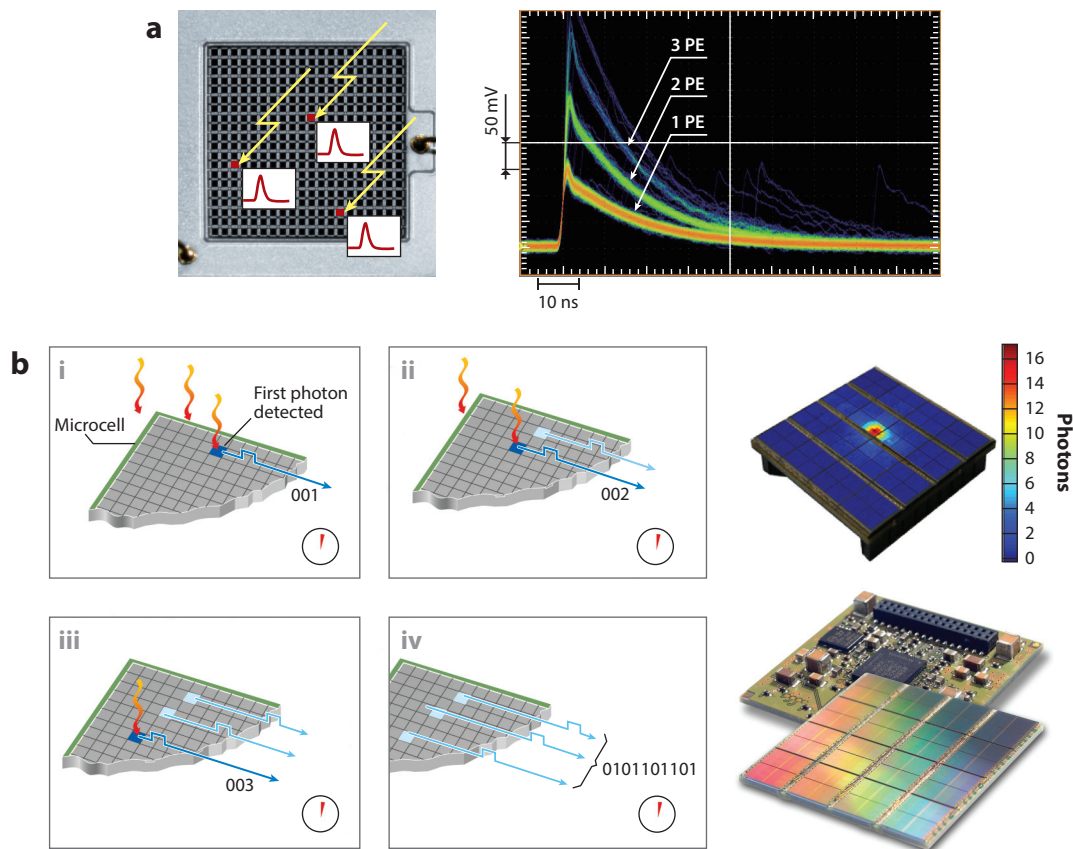 a
3 PE
2 PE
1 PE
50 mV
10 ns
b
i
First photon
detected
Microcell
001
ii
002
16
14
12
10
8
6
4
2
0
Photons
iii
003
iv
0101101101